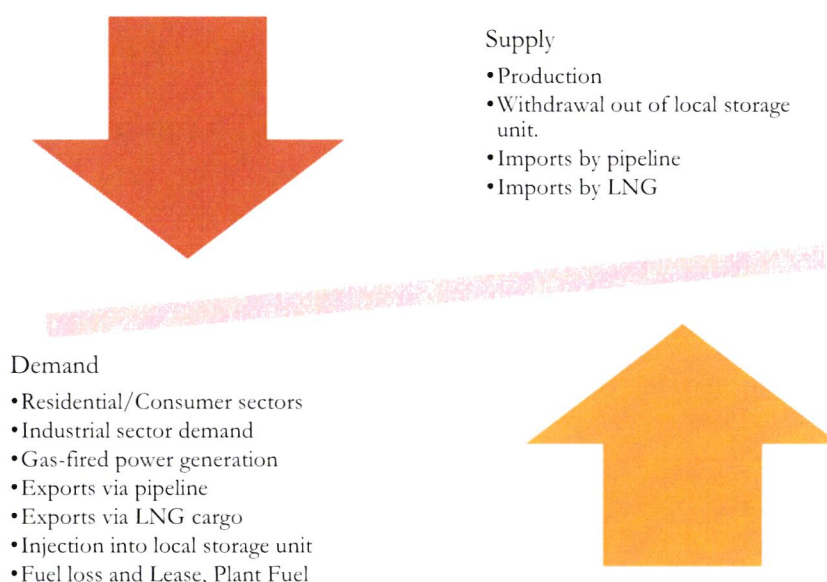 Supply
•Production
•Withdrawal out of local storage
unit.
•Imports by pipeline
•Imports by LNG
Demand
•Residential/Consumer sectors
•Industrial sector demand
•Gas-fired power generation
•Exports via pipeline
•Exports via LNG cargo
•Injection into local storage unit
•Fuel loss and Lease, Plant Fuel